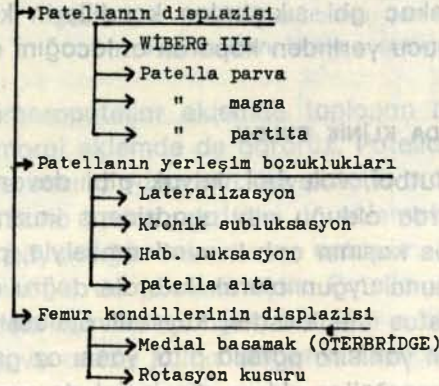 Patellanın displazisi
WİBERG III
Patella parva
" magna
" partita
Patellanın yerleşim bozuklukları
Lateralizasyon
Kronik subluksasyon
Hab. luksasyon
patella alta
Femur kondillerinin displazisi
Medial basamak (OTERBRİDGE)
Rotasyon kusuru